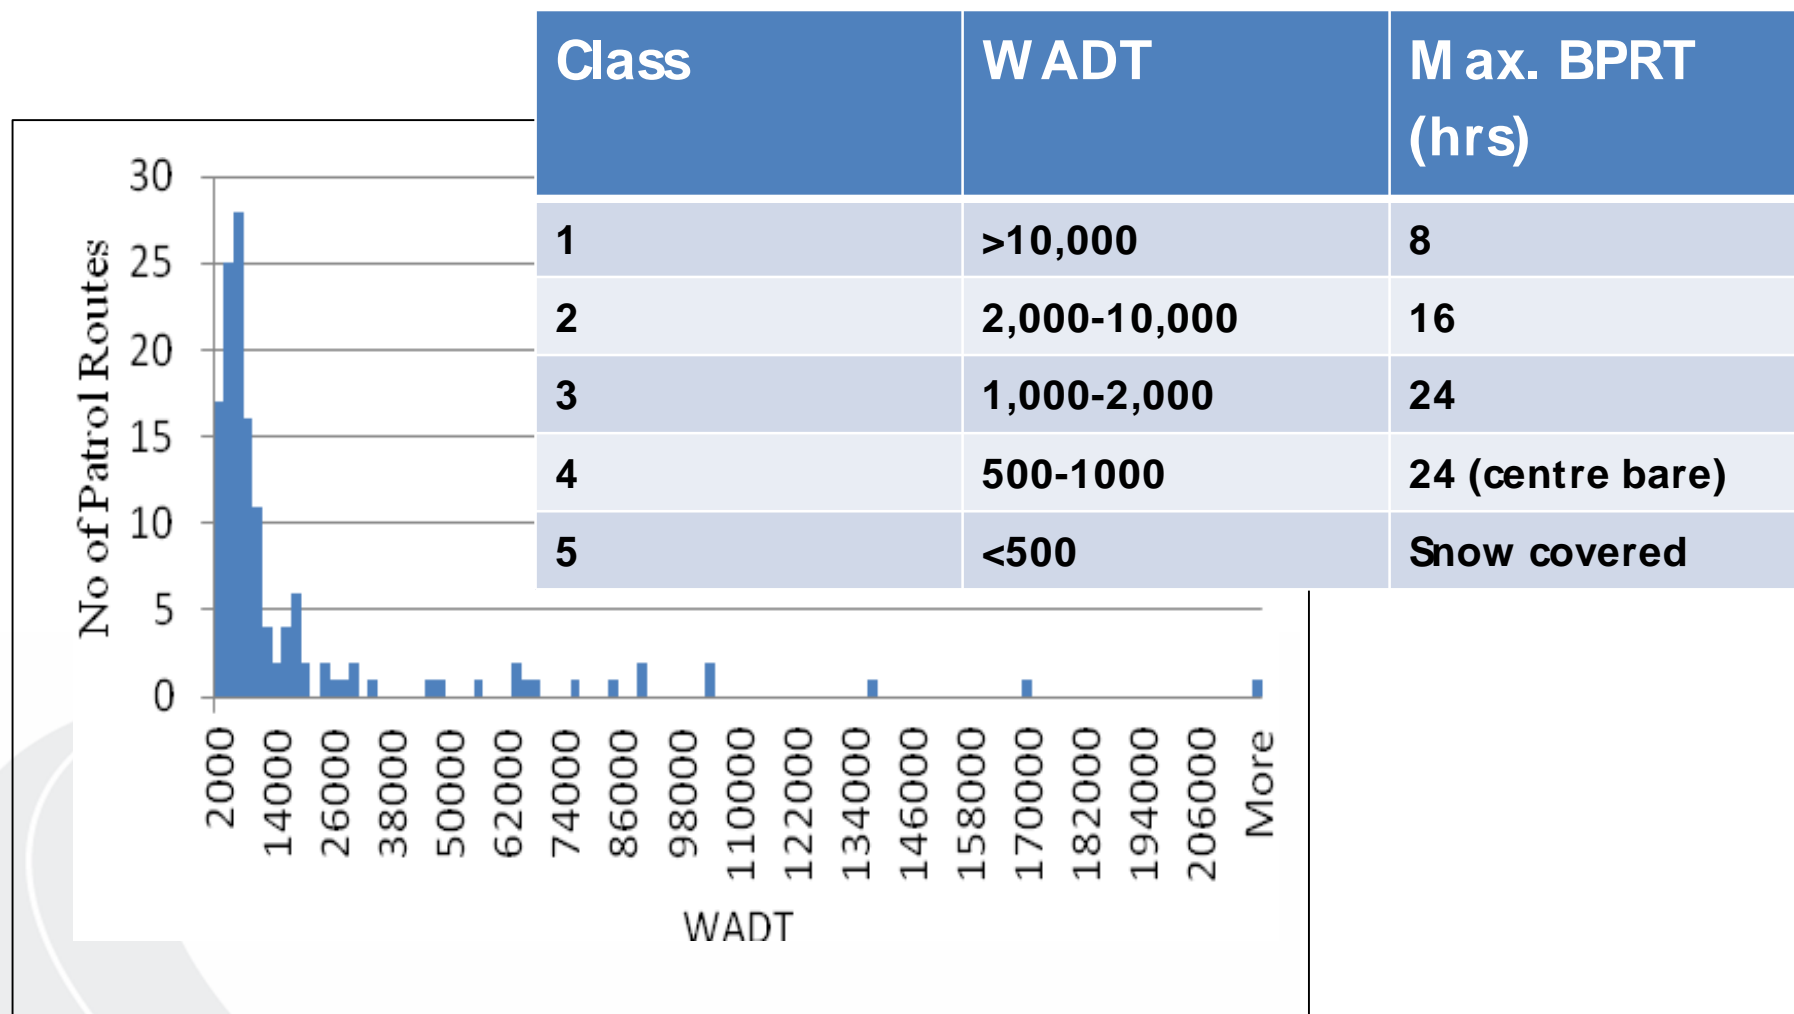 Class WADT Max. BPRT
(hrs)
1 >10,000 8
2 2,000-10,000 16
3 1,000-2,000 24
4 500-1000 24 (centre bare)
5 <500 Snow covered
No of Patrol Routes
30
25
20
15
10
5
0
2000 14000 26000 38000 50000 62000 74000 86000 98000 110000 122000 134000 146000 158000 170000 182000 194000 206000 More
WADT